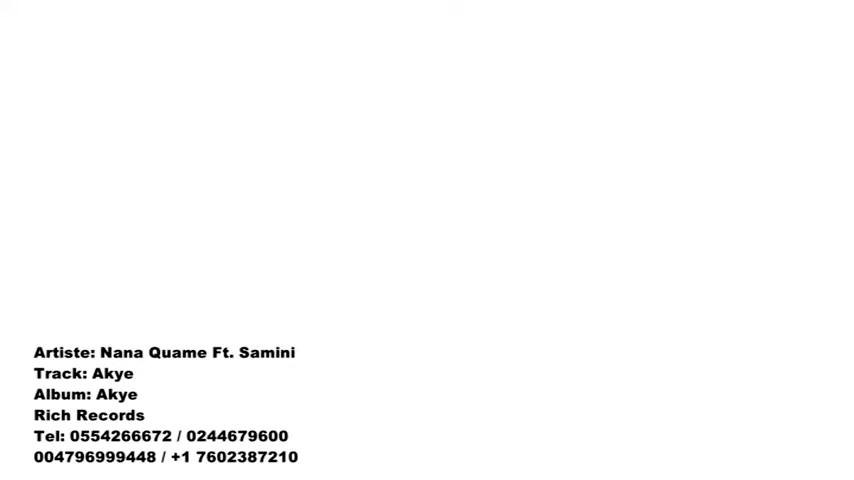 Artiste: Nana Quame Ft. Samini
Track: Akye
Album: Akye
Rich Records
Tel: 0554266672 / 0244679600
004796999448 / +1 7602387210